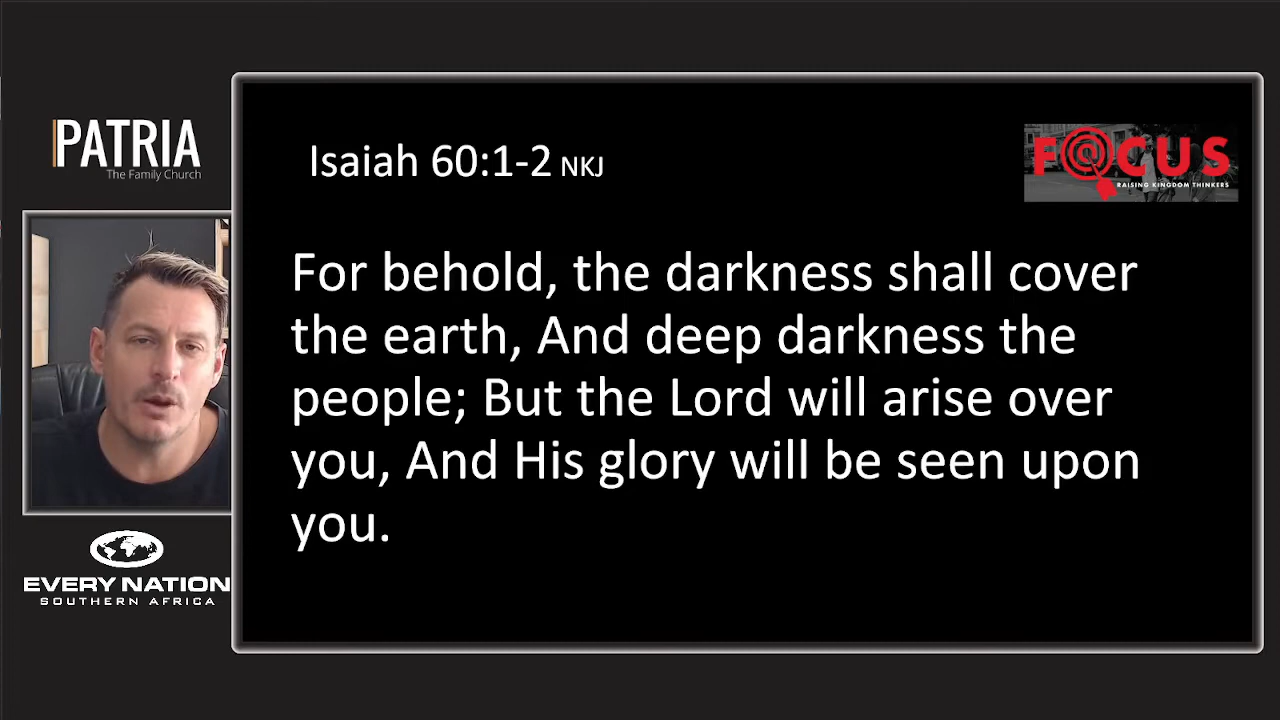 PATRIA
The Family Church
EVERY NATION
SOUTHERN AFRICA
Isaiah 60:1-2 NKJ
F@CUS
RAISING KINGDOM THINKERS
For behold, the darkness shall cover
the earth, And deep darkness the
people; But the Lord will arise over
you, And His glory will be seen upon
you.